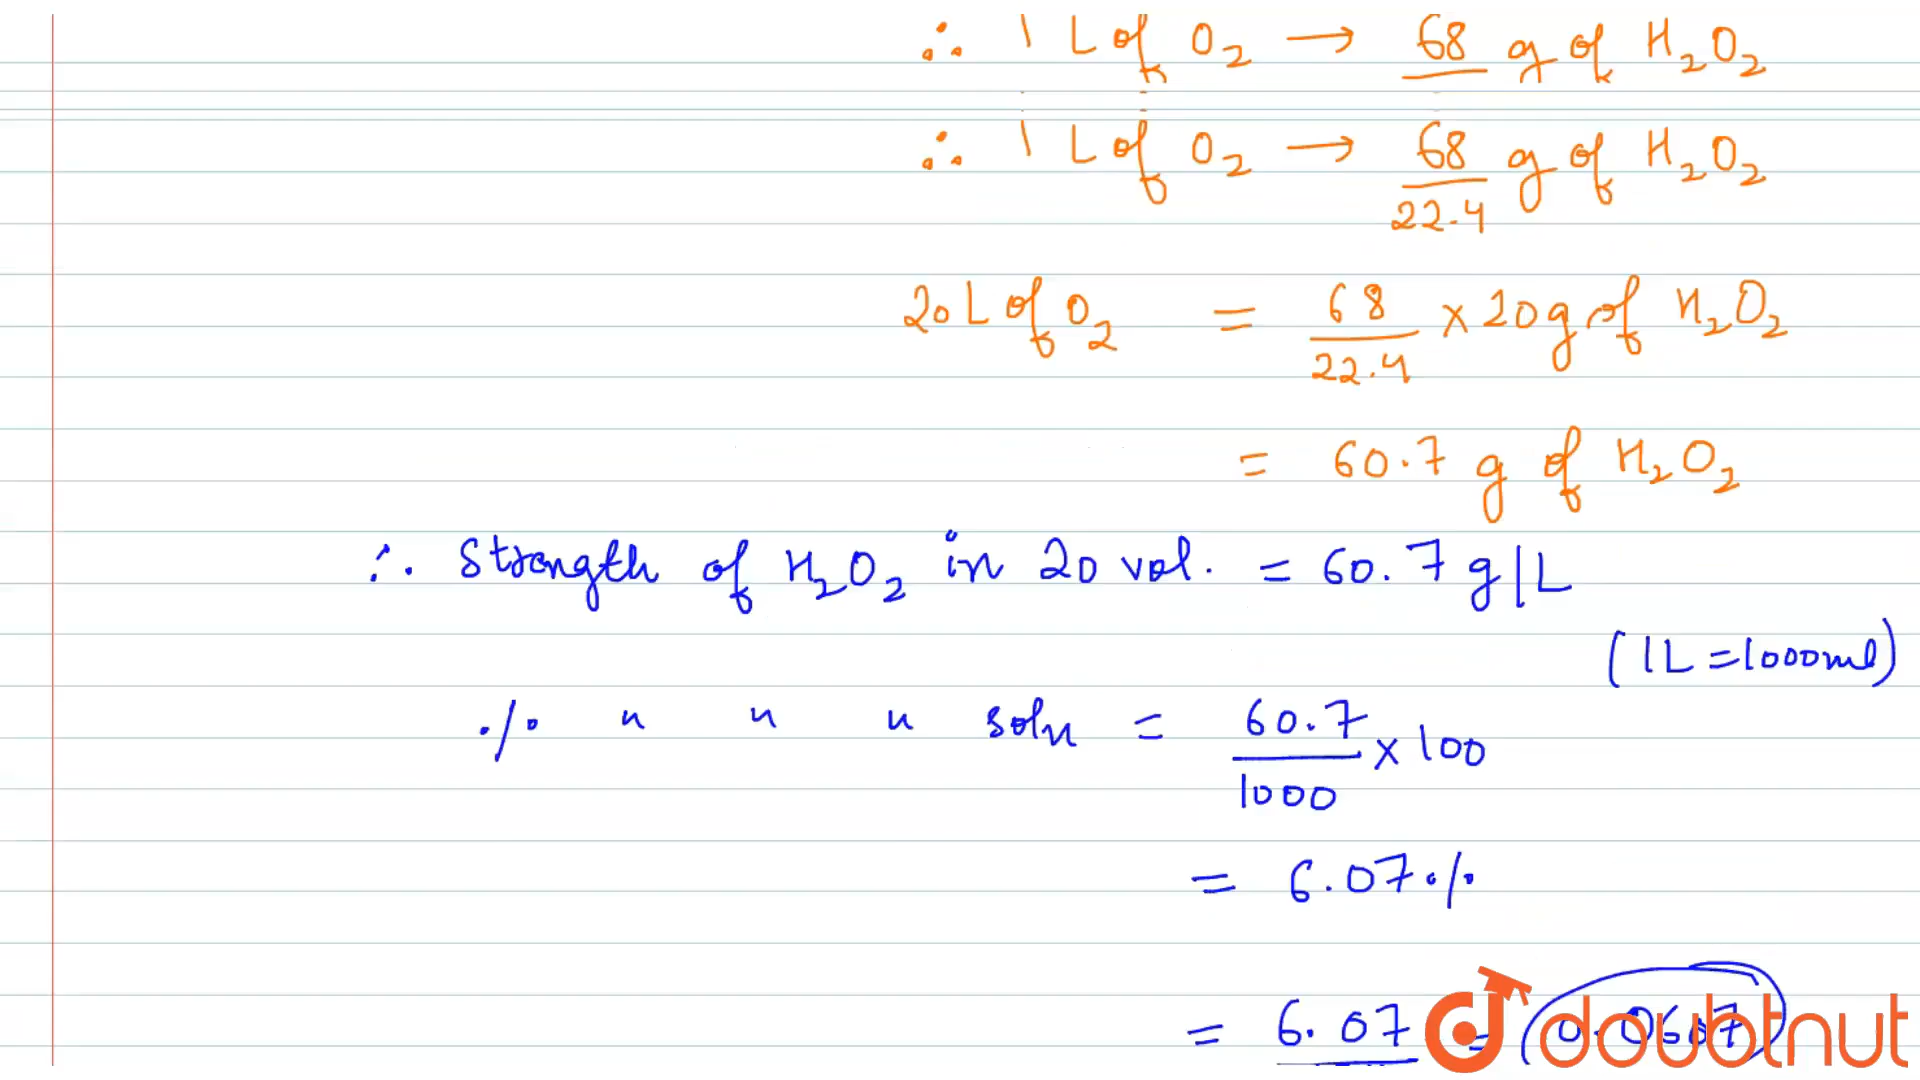 ∴ 1 L of O₂ → 68 g of H₂O₂
∴ 1 L of O₂ → 68/22.4 g of H₂O₂
20 L of O₂ = 68/22.4 × 20 g of H₂O₂
= 60.7 g of H₂O₂
∴ Strength of H₂O₂ in 20 vol. = 60.7 g/L
(1L = 1000ml)
% " " " soln = 60.7/1000 × 100
= 6.07 %
= 6.07 = 0.0607
doubtnut